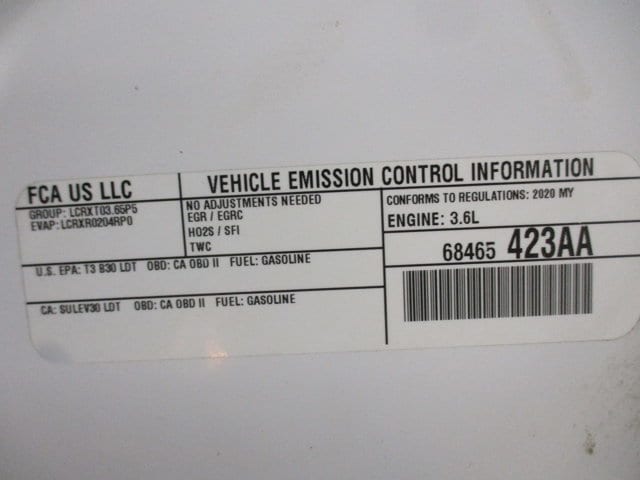 FCA US LLC
VEHICLE EMISSION CONTROL INFORMATION
GROUP: LCRXT03.65P5
EVAP: LCRXR0204RP0
NO ADJUSTMENTS NEEDED
EGR / EGRC
HO2S / SFI
TWC
CONFORMS TO REGULATIONS: 2020 MY
ENGINE: 3.6L
68465 423AA
U.S. EPA: T3 B30 LDT OBD: CA OBD II FUEL: GASOLINE
CA: SULEV30 LDT OBD: CA OBD II FUEL: GASOLINE